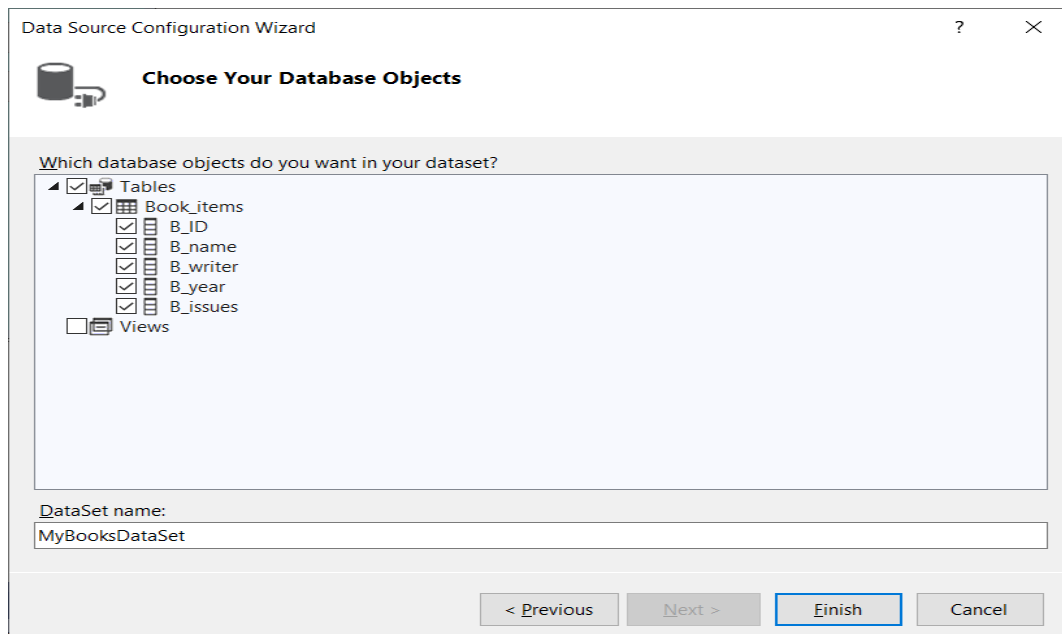 Data Source Configuration Wizard ?
Choose Your Database Objects
Which database objects do you want in your dataset?
Tables
Book_items
B_ID
B_name
B_writer
B_year
B_issues
Views
DataSet name:
MyBooksDataSet
< Previous Next > Finish Cancel